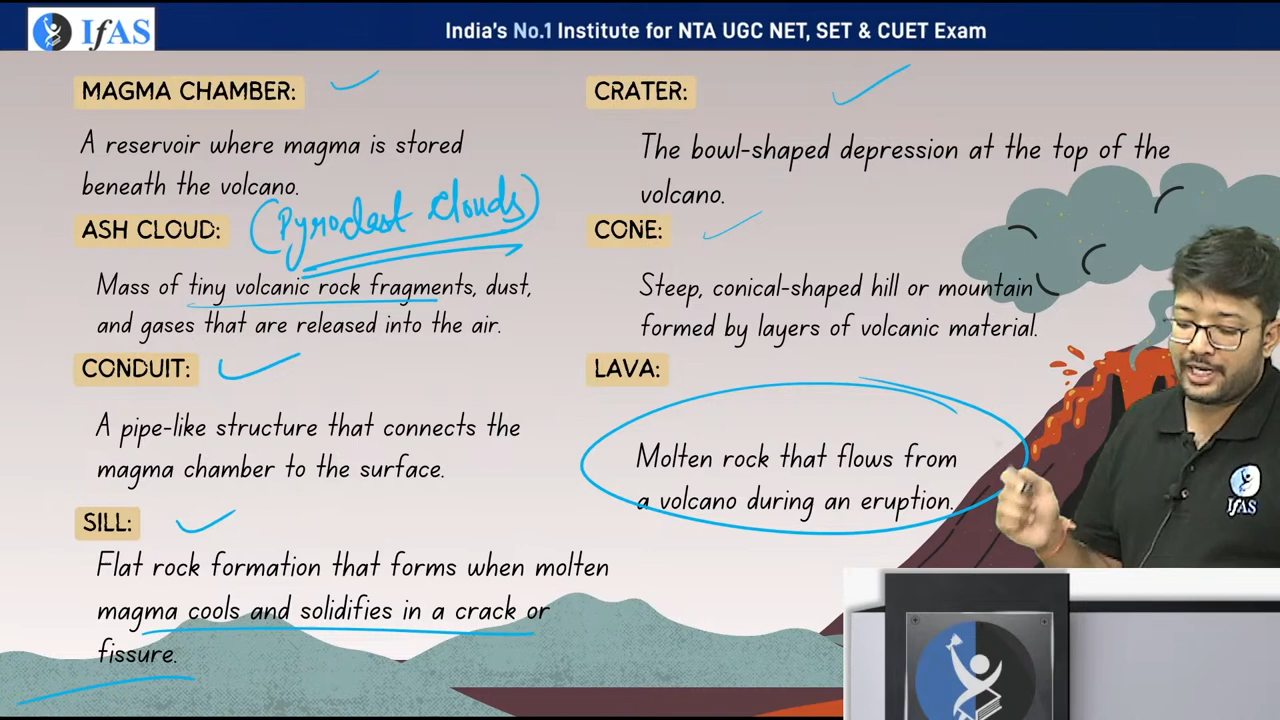 IfAS
India's No.1 Institute for NTA UGC NET, SET & CUET Exam
MAGMA CHAMBER:
A reservoir where magma is stored
beneath the volcano.
ASH CLOUD:
(Pyroclast Clouds)
Mass of tiny volcanic rock fragments, dust,
and gases that are released into the air.
CONDUIT:
A pipe-like structure that connects the
magma chamber to the surface.
SILL:
Flat rock formation that forms when molten
magma cools and solidifies in a crack or
fissure.
CRATER:
The bowl-shaped depression at the top of the
volcano.
CONE:
Steep, conical-shaped hill or mountain
formed by layers of volcanic material.
LAVA:
Molten rock that flows from
a volcano during an eruption.
IfAS